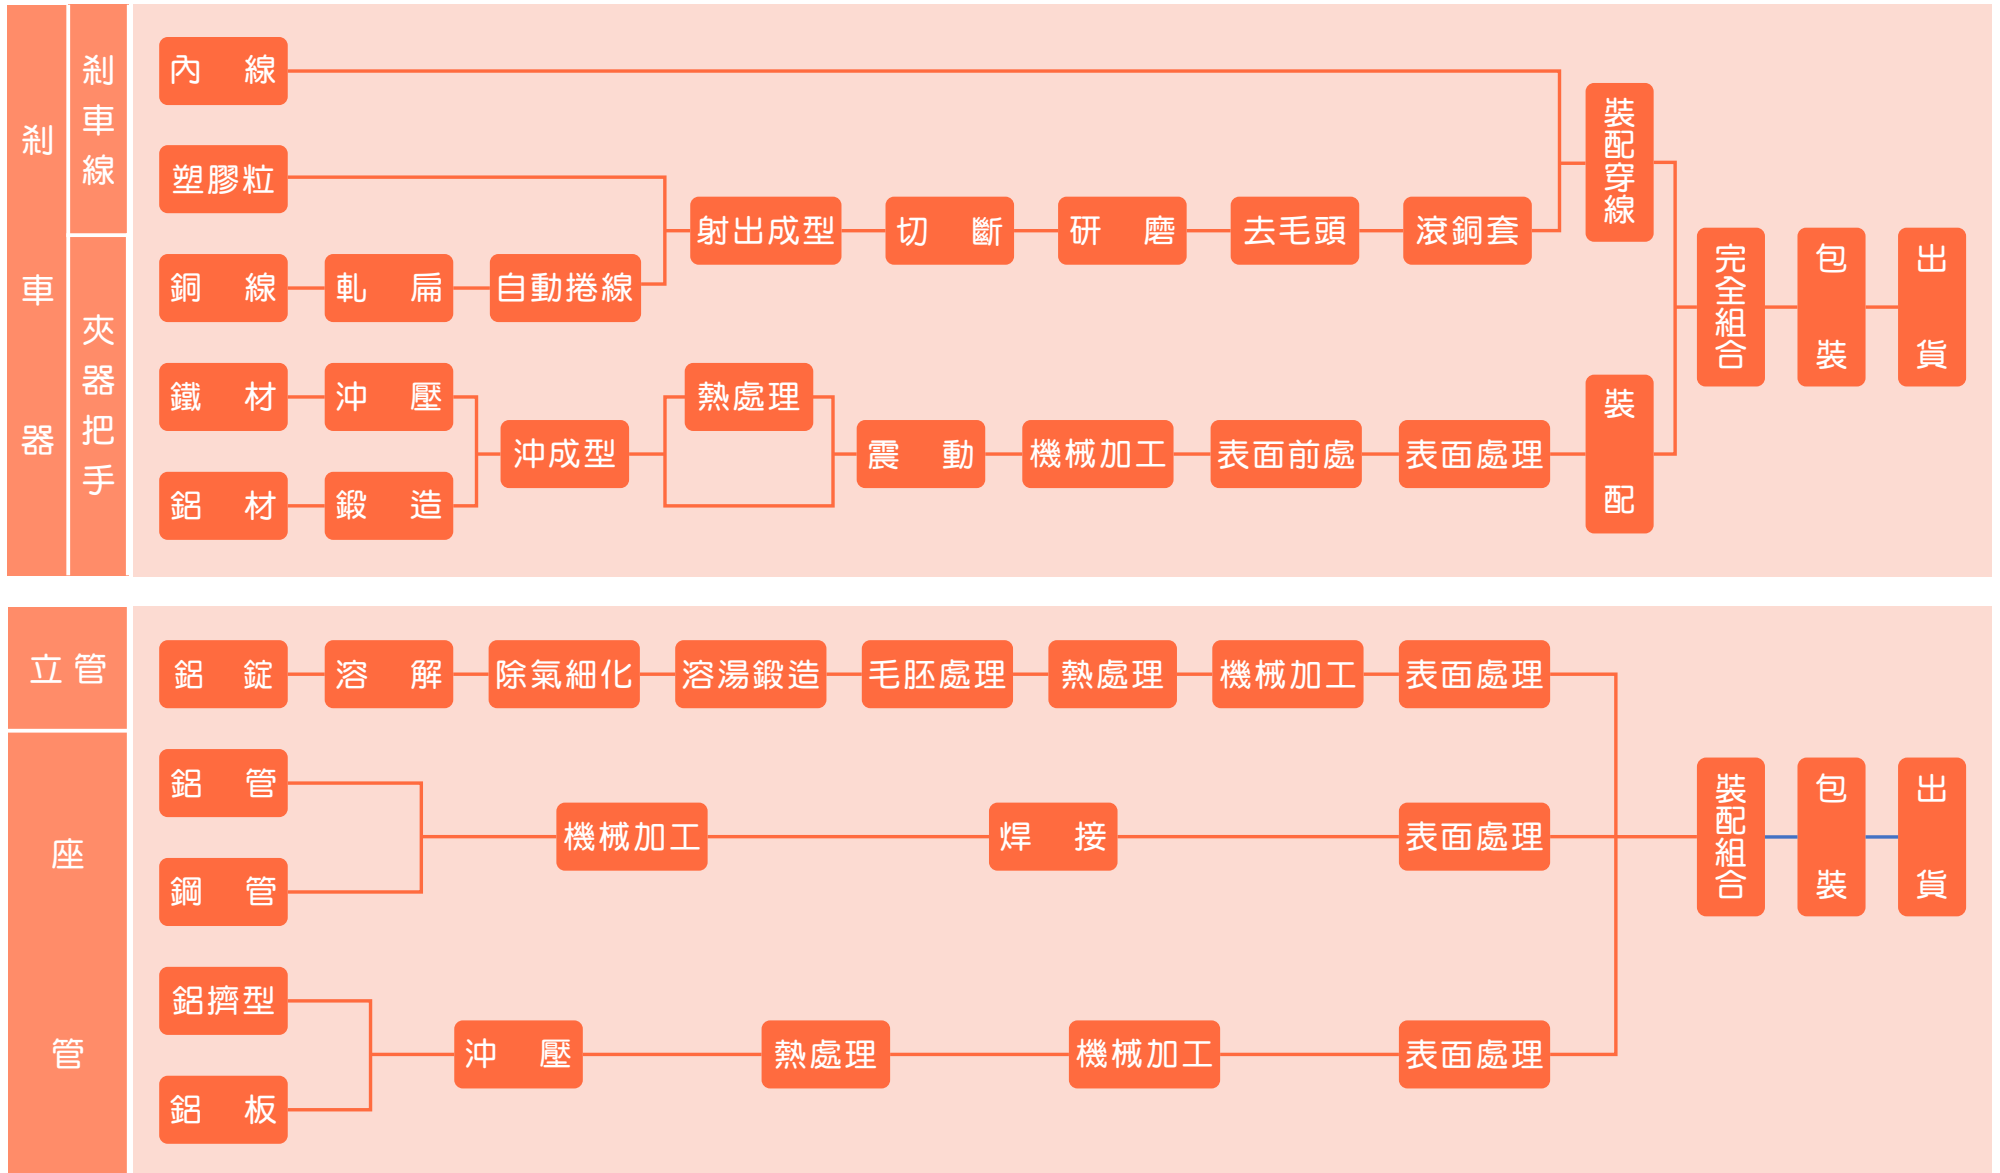 剎車器
剎車線
夾器把手
內線
塑膠粒
銅線
軋扁
自動捲線
射出成型
切斷
研磨
去毛頭
滾銅套
裝配穿線
鐵材
沖壓
鋁材
鍛造
沖成型
熱處理
震動
機械加工
表面前處
表面處理
裝配
完全組合
包裝
出貨
立管
座管
鋁錠
溶解
除氣細化
溶湯鍛造
毛胚處理
熱處理
機械加工
表面處理
鋁管
鋼管
機械加工
焊接
表面處理
鋁擠型
鋁板
沖壓
熱處理
機械加工
表面處理
裝配組合
包裝
出貨